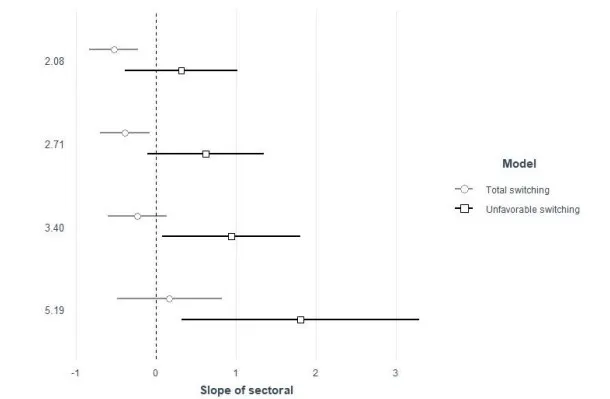 2.08
2.71
3.40
5.19
-1 0 1 2 3
Slope of sectoral
Model
Total switching
Unfavorable switching